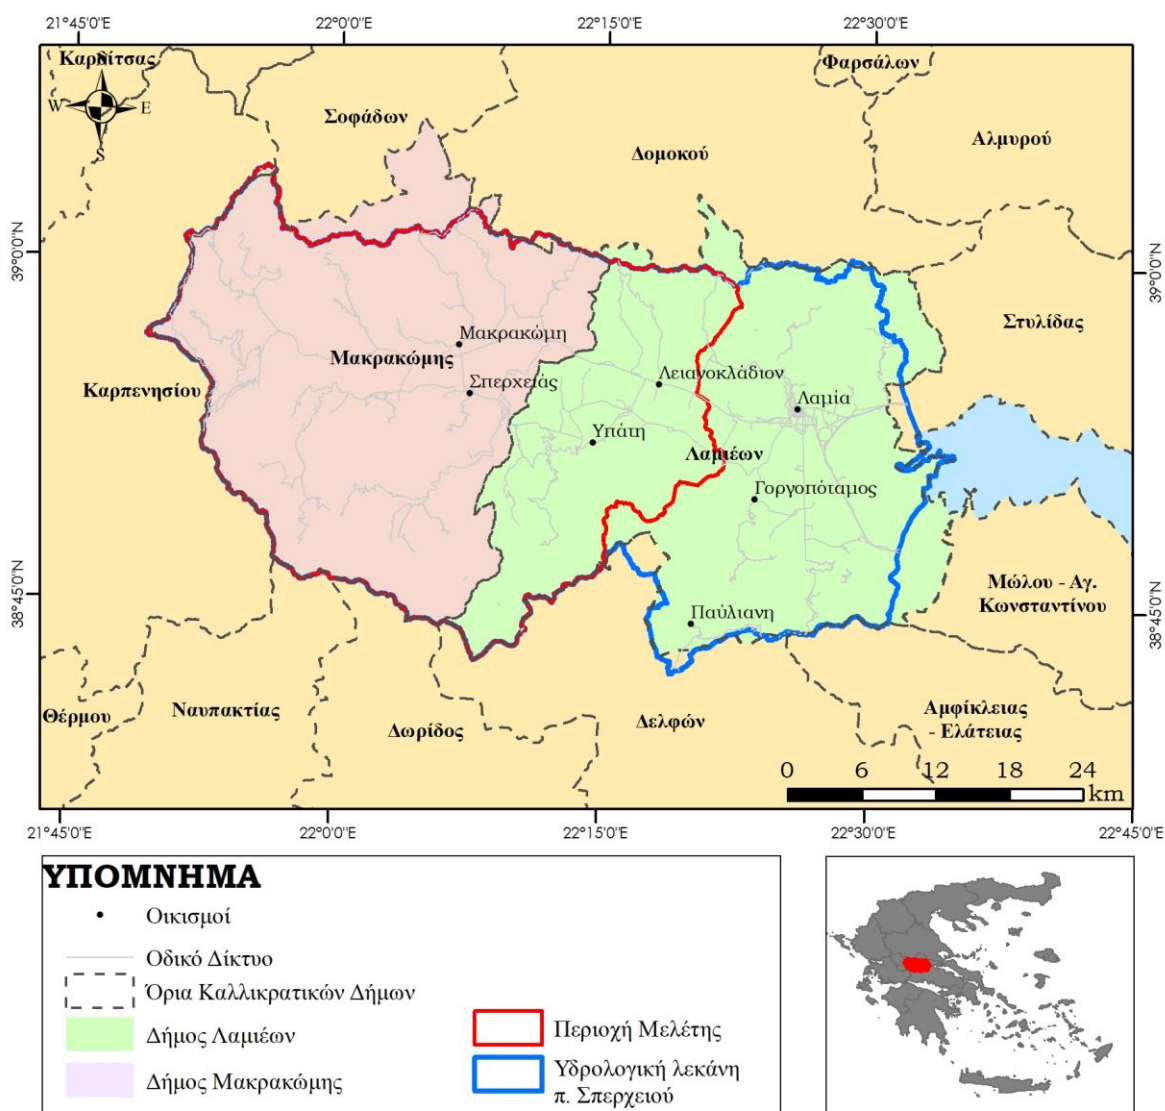 21°45'0"E 22°0'0"E 22°15'0"E 22°30'0"E
Καρδίτσας
N
W E
S
Φαρσάλων
Σοφάδων
Αλμυρού
Δομοκού
39°0'0"N
39°0'0"N
Στυλίδας
Μακρακώμη
Μακρακώμης
Λειανοκλάδιον
Σπερχειάς
Καρπενησίου
Λαμία
Υπάτη
Λαμιέων
Γοργοπόταμος
38°45'0"N
38°45'0"N
Μώλου - Αγ.
Κωνσταντίνου
Παύλιανη
Θέρμου
Ναυπακτίας
Δωρίδος
Δελφών
Αμφίκλειας
- Ελάτειας
0 6 12 18 24
km
21°45'0"E 22°0'0"E 22°15'0"E 22°30'0"E 22°45'0"E
ΥΠΟΜΝΗΜΑ
Οικισμοί
Οδικό Δίκτυο
Όρια Καλλικρατικών Δήμων
Δήμος Λαμιέων
Δήμος Μακρακώμης
Περιοχή Μελέτης
Υδρολογική λεκάνη
π. Σπερχειού